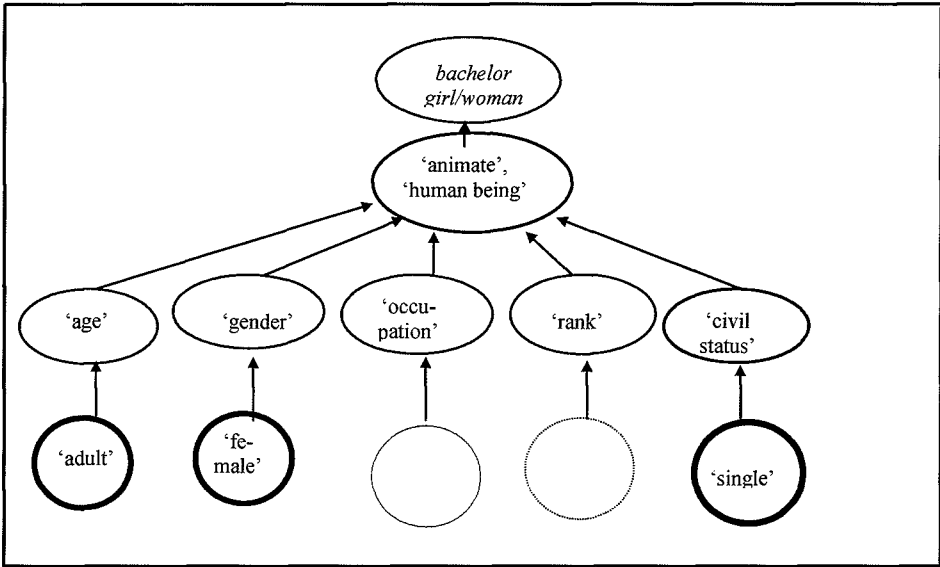 bachelor
girl/woman
‘animate’,
‘human being’
‘age’
‘gender’
‘occu-
pation’
‘rank’
‘civil
status’
‘adult’
‘fe-
male’
‘single’